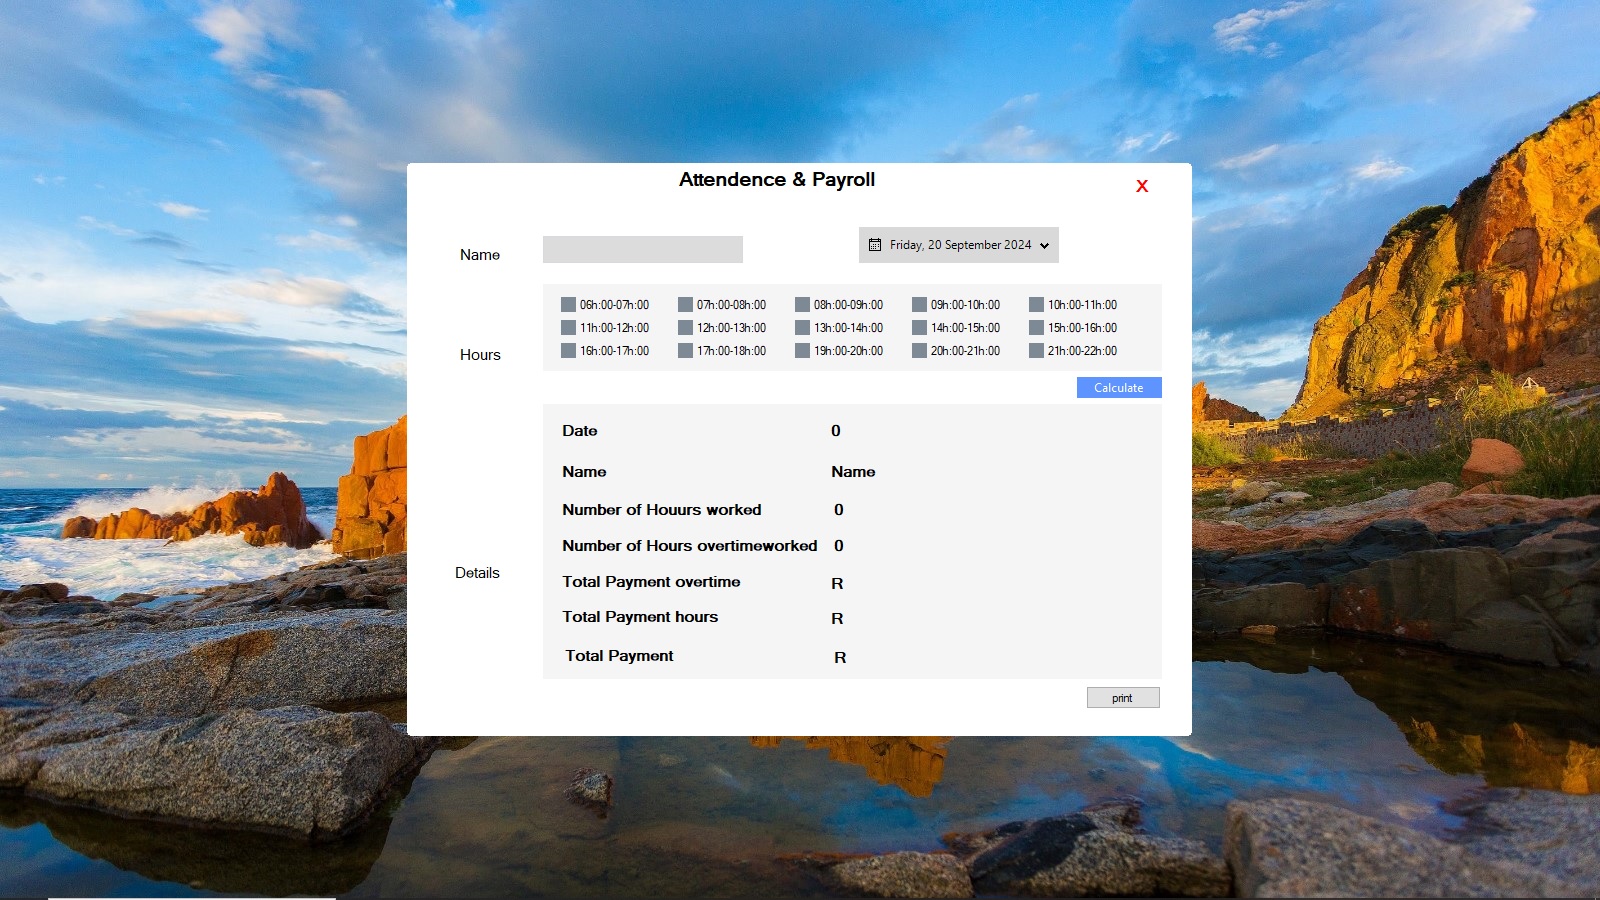 Attendence & Payroll
X
Name
Friday, 20 September 2024
Hours
06h:00-07h:00 07h:00-08h:00 08h:00-09h:00 09h:00-10h:00 10h:00-11h:00
11h:00-12h:00 12h:00-13h:00 13h:00-14h:00 14h:00-15h:00 15h:00-16h:00
16h:00-17h:00 17h:00-18h:00 19h:00-20h:00 20h:00-21h:00 21h:00-22h:00
Calculate
Details
Date 0
Name Name
Number of Houurs worked 0
Number of Hours overtimeworked 0
Total Payment overtime R
Total Payment hours R
Total Payment R
print